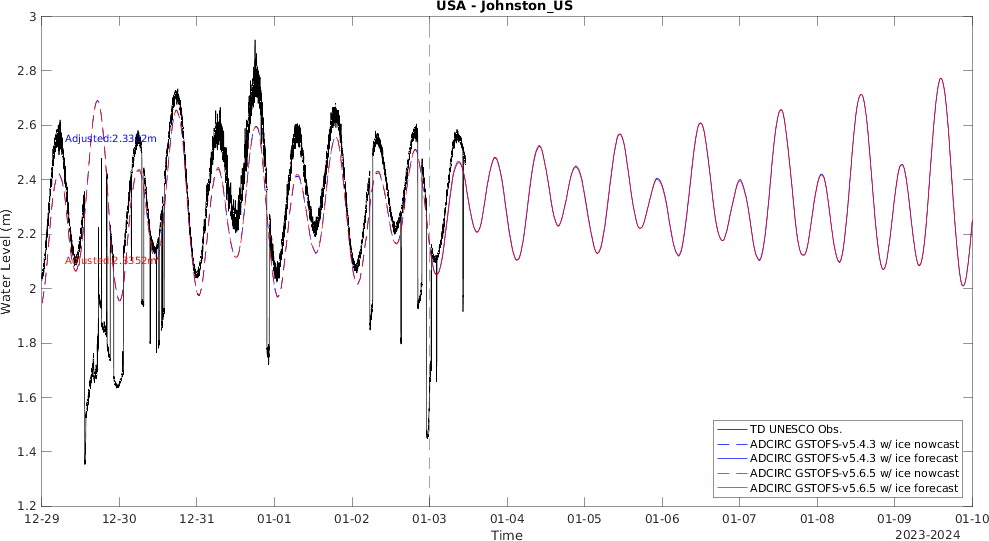 USA - Johnston_US
3
2.8
2.6
2.4
2.2
2
1.8
1.6
1.4
1.2
Water Level (m)
Adjusted:2.3352m
TD UNESCO Obs.
ADCIRC GSTOFS-v5.4.3 w/ ice nowcast
ADCIRC GSTOFS-v5.4.3 w/ ice forecast
ADCIRC GSTOFS-v5.6.5 w/ ice nowcast
ADCIRC GSTOFS-v5.6.5 w/ ice forecast
12-29 12-30 12-31 01-01 01-02 01-03 01-04 01-05 01-06 01-07 01-08 01-09 01-10
Time
2023-2024